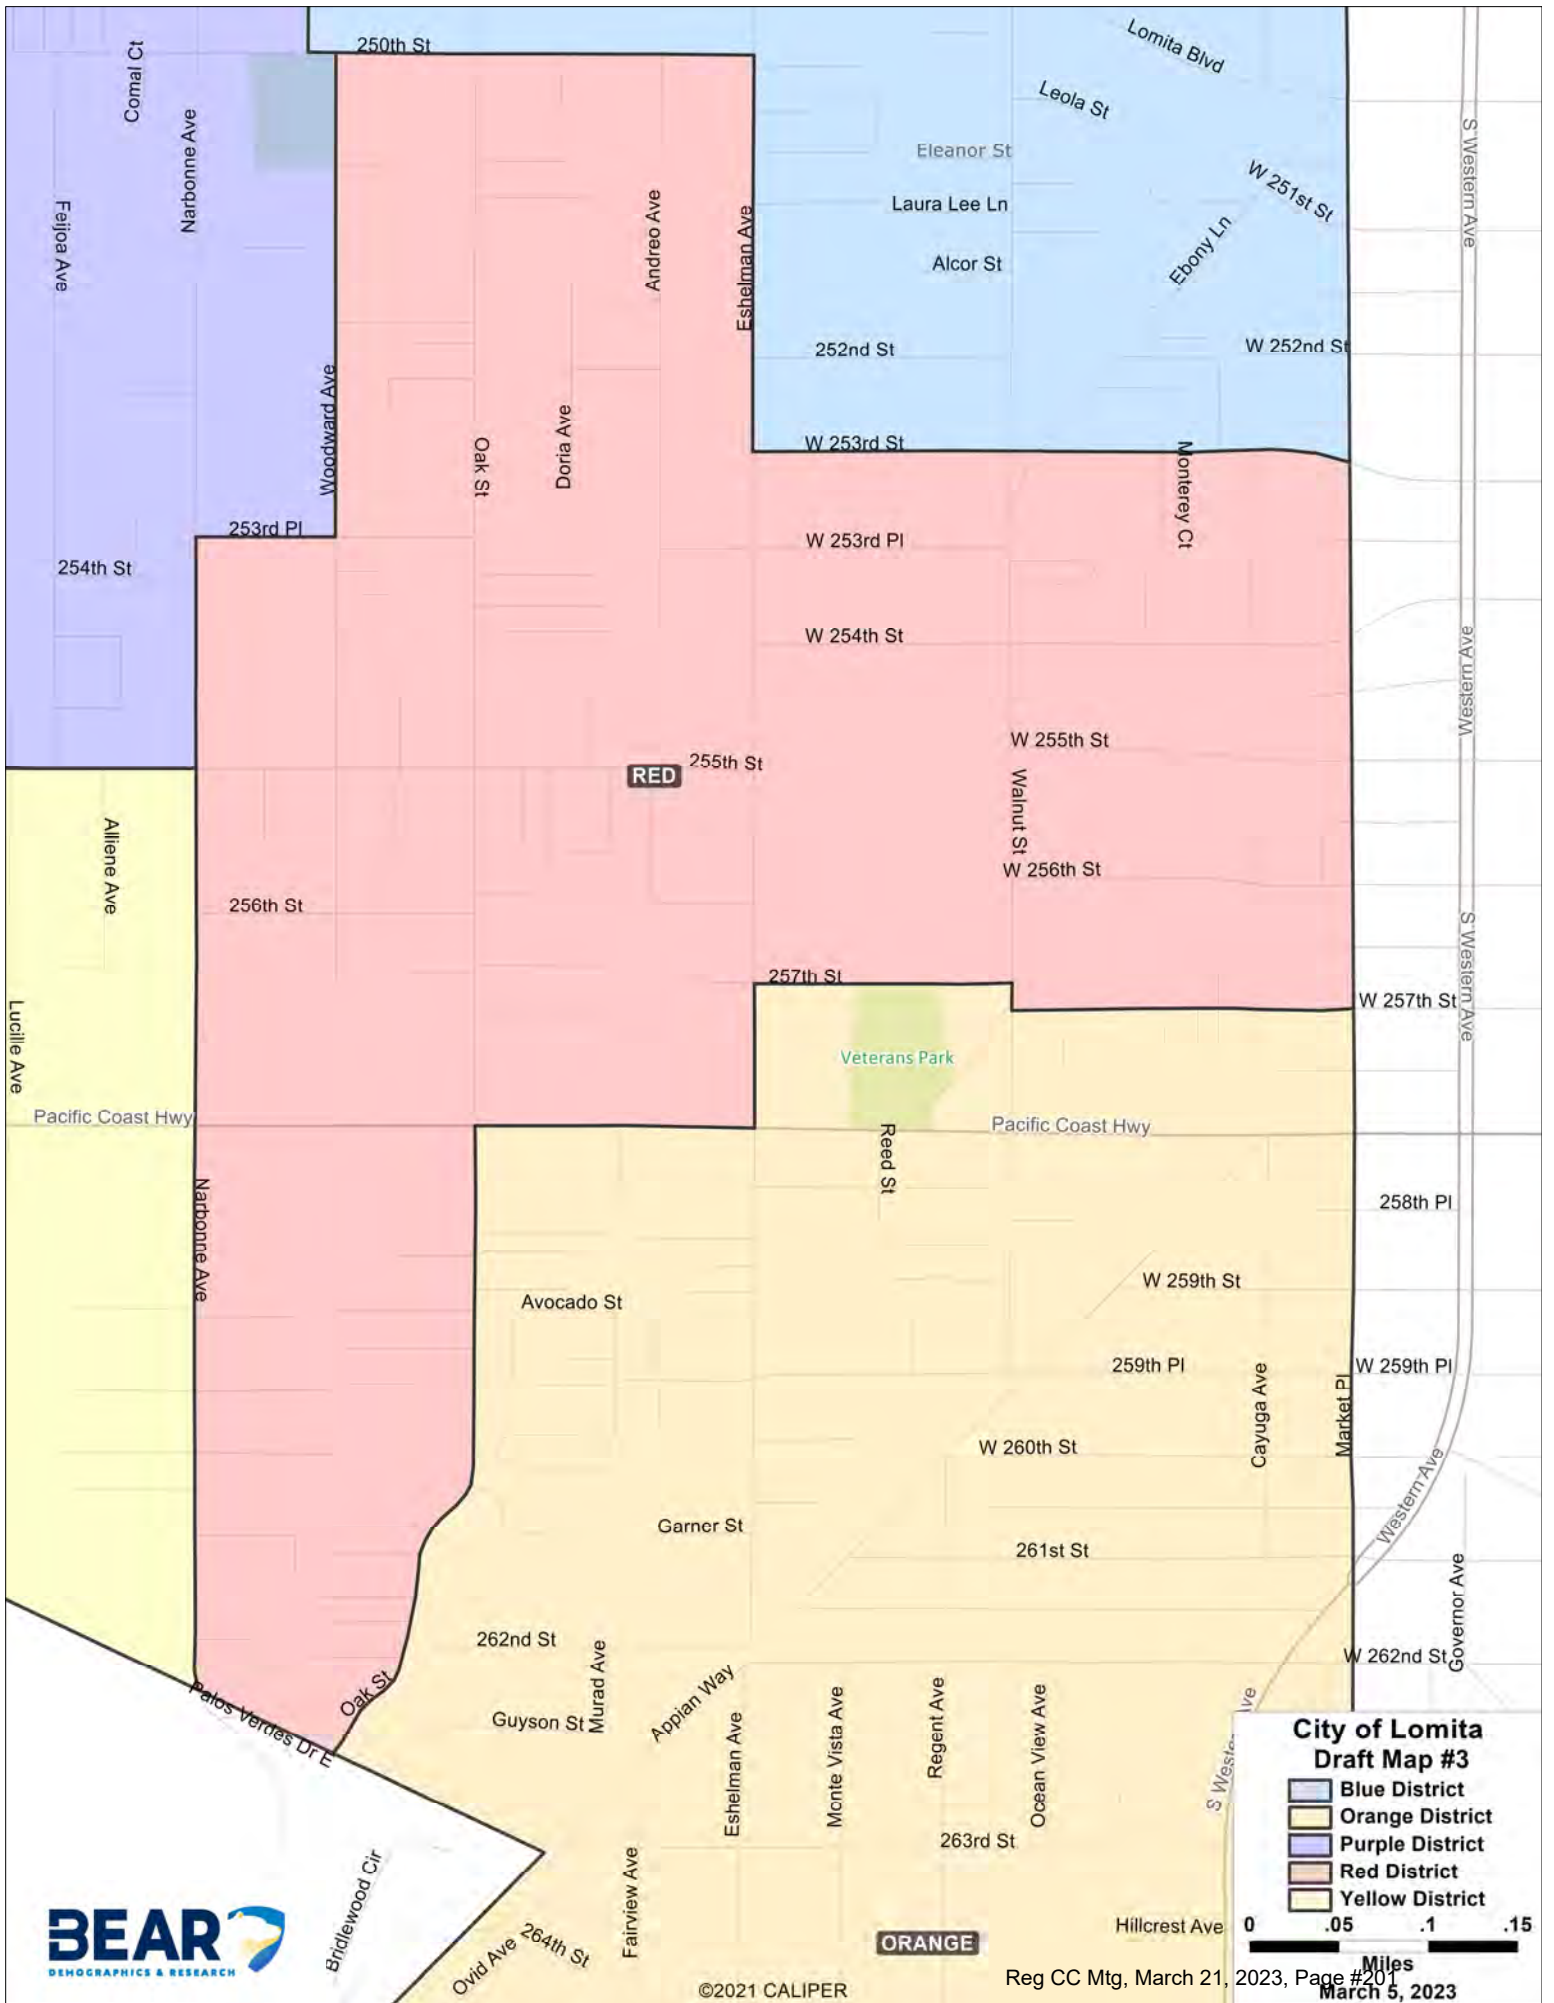 250th St
Comal Ct
Narbonne Ave
Feijoa Ave
Lomita Blvd
Leola St
Eleanor St
W 251st St
Laura Lee Ln
Alcor St
Ebony Ln
S Western Ave
Andreo Ave
Eshelman Ave
252nd St
W 252nd St
Woodward Ave
Oak St
Doria Ave
W 253rd St
Monterey Ct
253rd Pl
W 253rd Pl
254th St
W 254th St
Western Ave
W 255th St
255th St
RED
Walnut St
Alliene Ave
W 256th St
256th St
S Western Ave
257th St
W 257th St
Lucille Ave
Veterans Park
Pacific Coast Hwy
Pacific Coast Hwy
Reed St
Narbonne Ave
258th Pl
W 259th St
Avocado St
259th Pl
W 259th Pl
Cayuga Ave
Market Pl
W 260th St
Western Ave
Garner St
261st St
Governor Ave
262nd St
W 262nd St
Murad Ave
Oak St
Palos Verdes Dr E
Guyson St
Appian Way
Eshelman Ave
Monte Vista Ave
Regent Ave
Ocean View Ave
263rd St
Fairview Ave
Bridlewood Cir
264th St
Ovid Ave
Hillcrest Ave
ORANGE
City of Lomita
Draft Map #3
Blue District
Orange District
Purple District
Red District
Yellow District
0 .05 .1 .15
Miles
March 5, 2023
BEAR
DEMOGRAPHICS & RESEARCH
©2021 CALIPER
Reg CC Mtg, March 21, 2023, Page #201